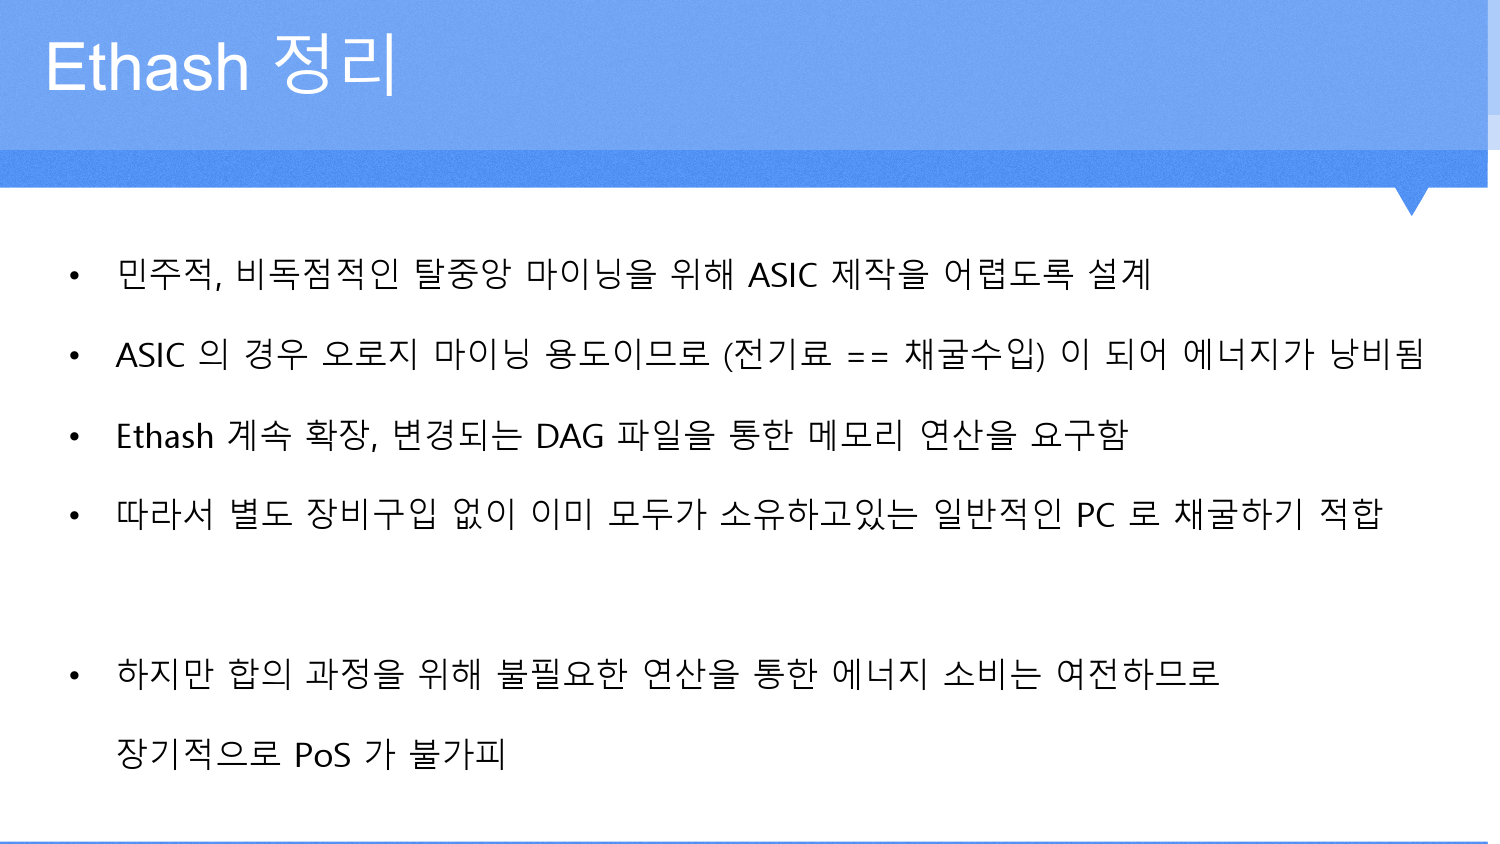 Ethash 정리
• 민주적, 비독점적인 탈중앙 마이닝을 위해 ASIC 제작을 어렵도록 설계
• ASIC 의 경우 오로지 마이닝 용도이므로 (전기료 == 채굴수입) 이 되어 에너지가 낭비됨
• Ethash 계속 확장, 변경되는 DAG 파일을 통한 메모리 연산을 요구함
• 따라서 별도 장비구입 없이 이미 모두가 소유하고있는 일반적인 PC 로 채굴하기 적합
• 하지만 합의 과정을 위해 불필요한 연산을 통한 에너지 소비는 여전하므로
장기적으로 PoS 가 불가피